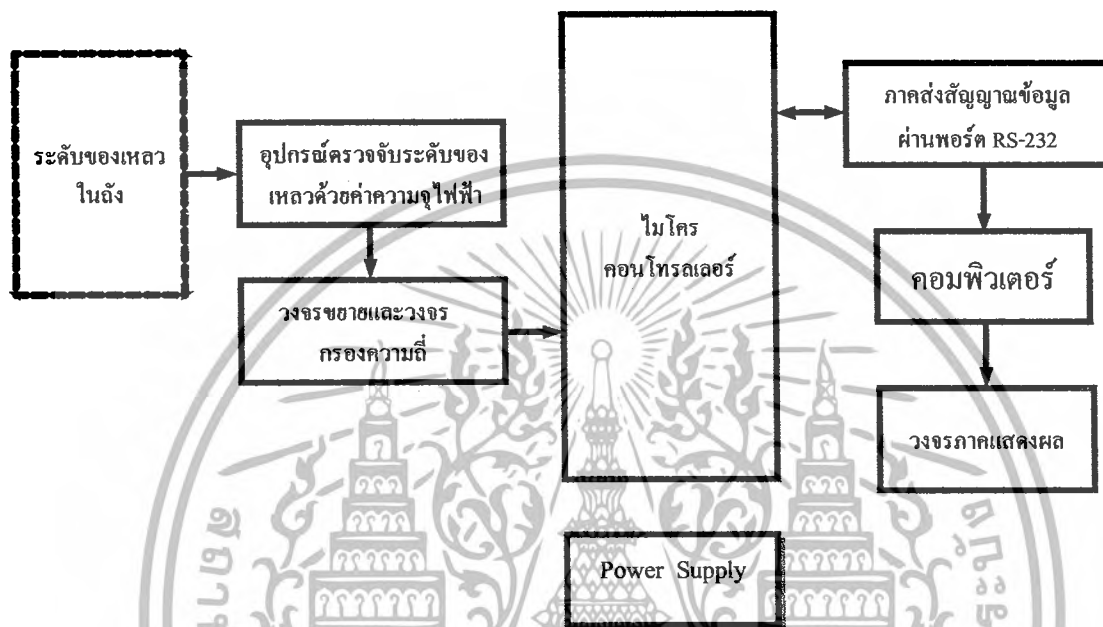 ระดับของเหลว
ในถัง
อุปกรณ์ตรวจจับระดับของ
เหลวด้วยค่าความจุไฟฟ้า
วงจรขยายและวงจร
กรองความถี่
ไมโคร
คอนโทรลเลอร์
ภาคส่งสัญญาณข้อมูล
ผ่านพอร์ต RS-232
คอมพิวเตอร์
วงจรภาคแสดงผล
Power Supply